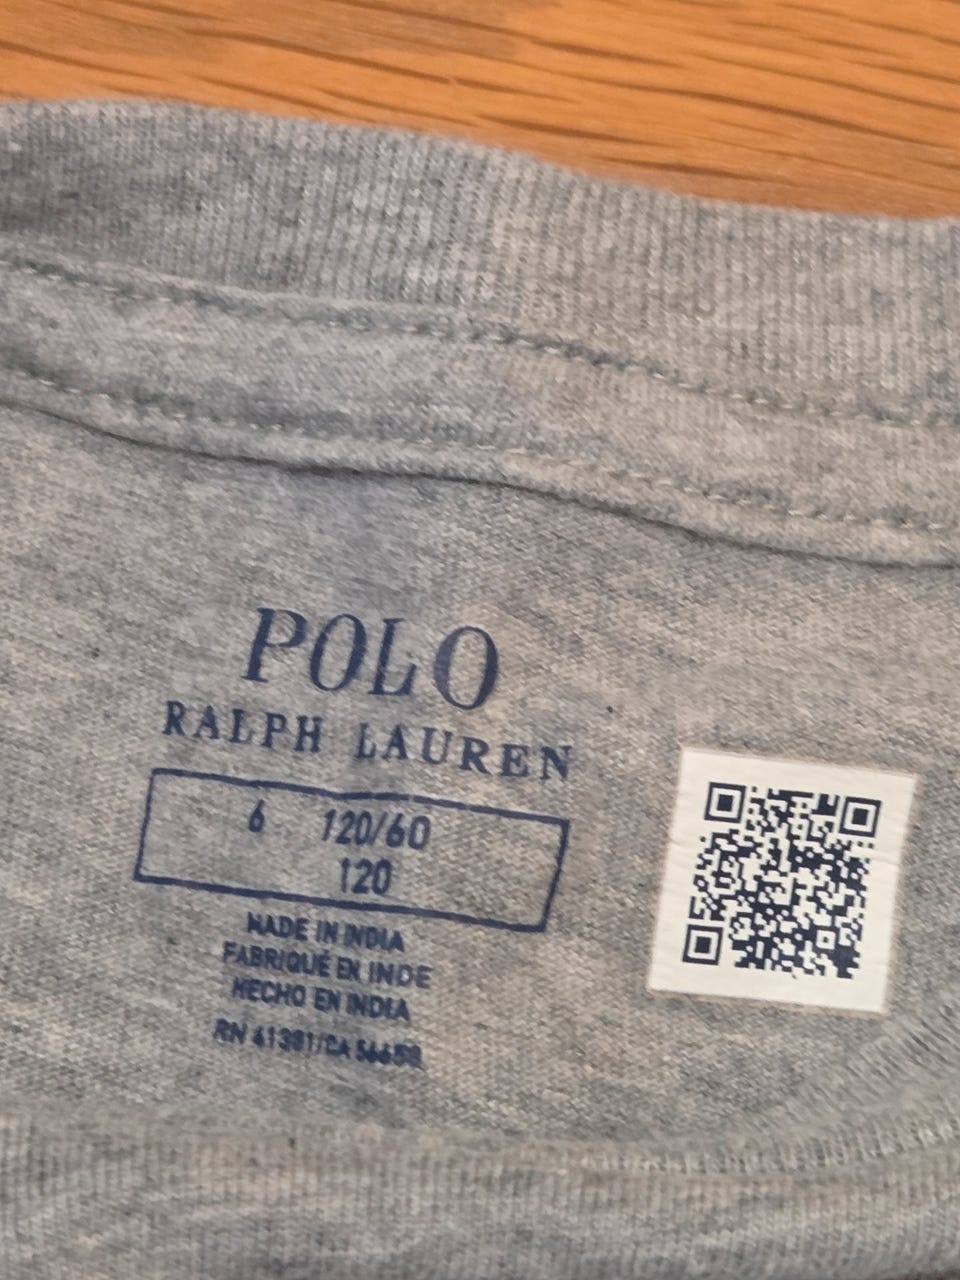 POLO
RALPH LAUREN
6 120/60
120
MADE IN INDIA
FABRIQUÉ EN INDE
HECHO EN INDIA
RN 41381/CA